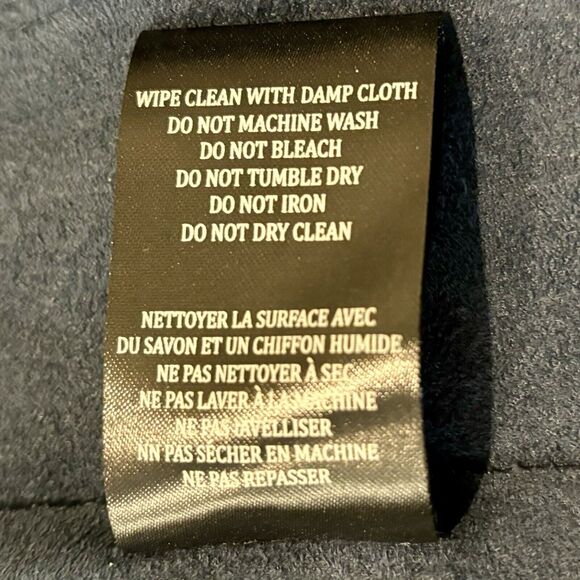 WIPE CLEAN WITH DAMP CLOTH
DO NOT MACHINE WASH
DO NOT BLEACH
DO NOT TUMBLE DRY
DO NOT IRON
DO NOT DRY CLEAN
NETTOYER LA SURFACE AVEC
DU SAVON ET UN CHIFFON HUMIDE
NE PAS NETTOYER À SEC
NE PAS LAVER À LA MACHINE
NE PAS JAVELLISER
NN PAS SECHER EN MACHINE
NE PAS REPASSER